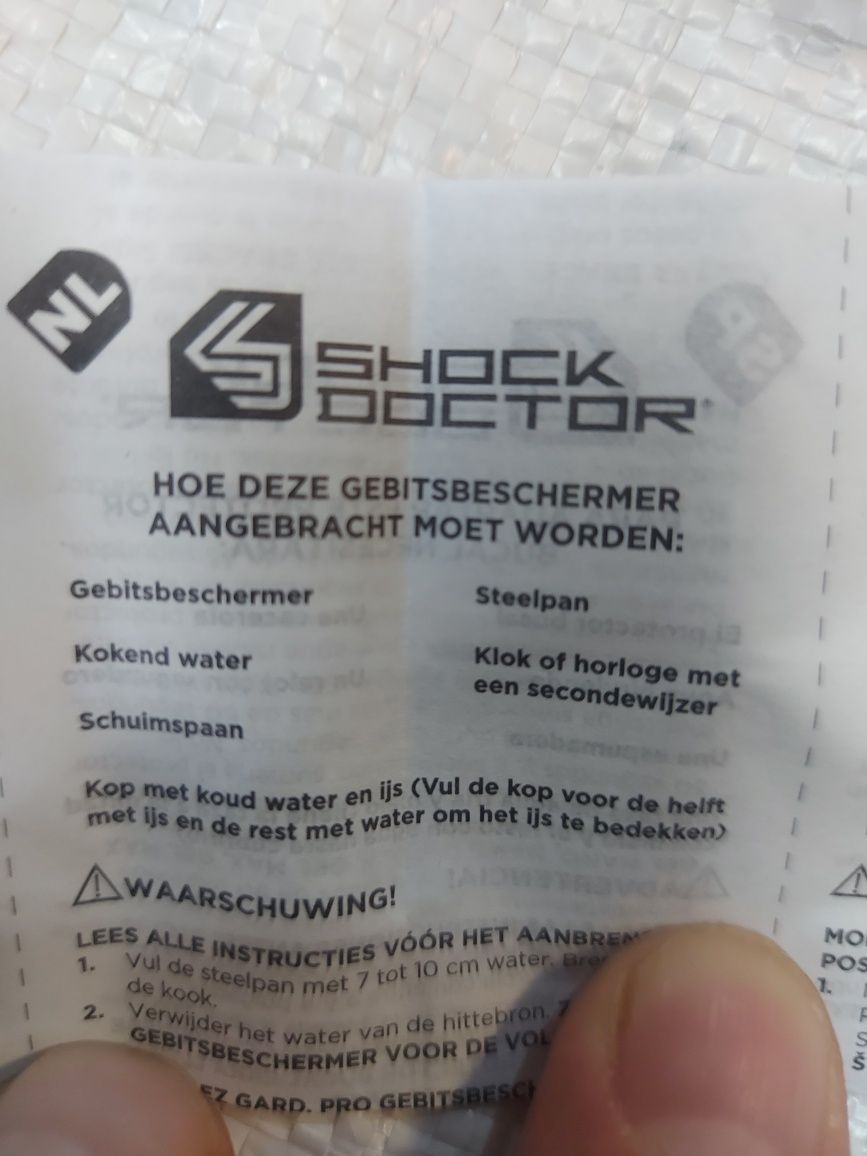 NL
SHOCK
DOCTOR
HOE DEZE GEBITSBESCHERMER
AANGEBRACHT MOET WORDEN:
Gebitsbeschermer
Steelpan
Kokend water
Klok of horloge met
een secondewijzer
Schuimspaan
Kop met koud water en ijs (Vul de kop voor de helft
met ijs en de rest met water om het ijs te bedekken)
WAARSCHUWING!
LEES ALLE INSTRUCTIES VÓÓR HET
1. Vul de steelpan met 7 tot 10 cm water.
de kook.
2. Verwijder het water van de hittebron.
GEBITSBESCHERMER VOOR DE
GARD. PRO
1.